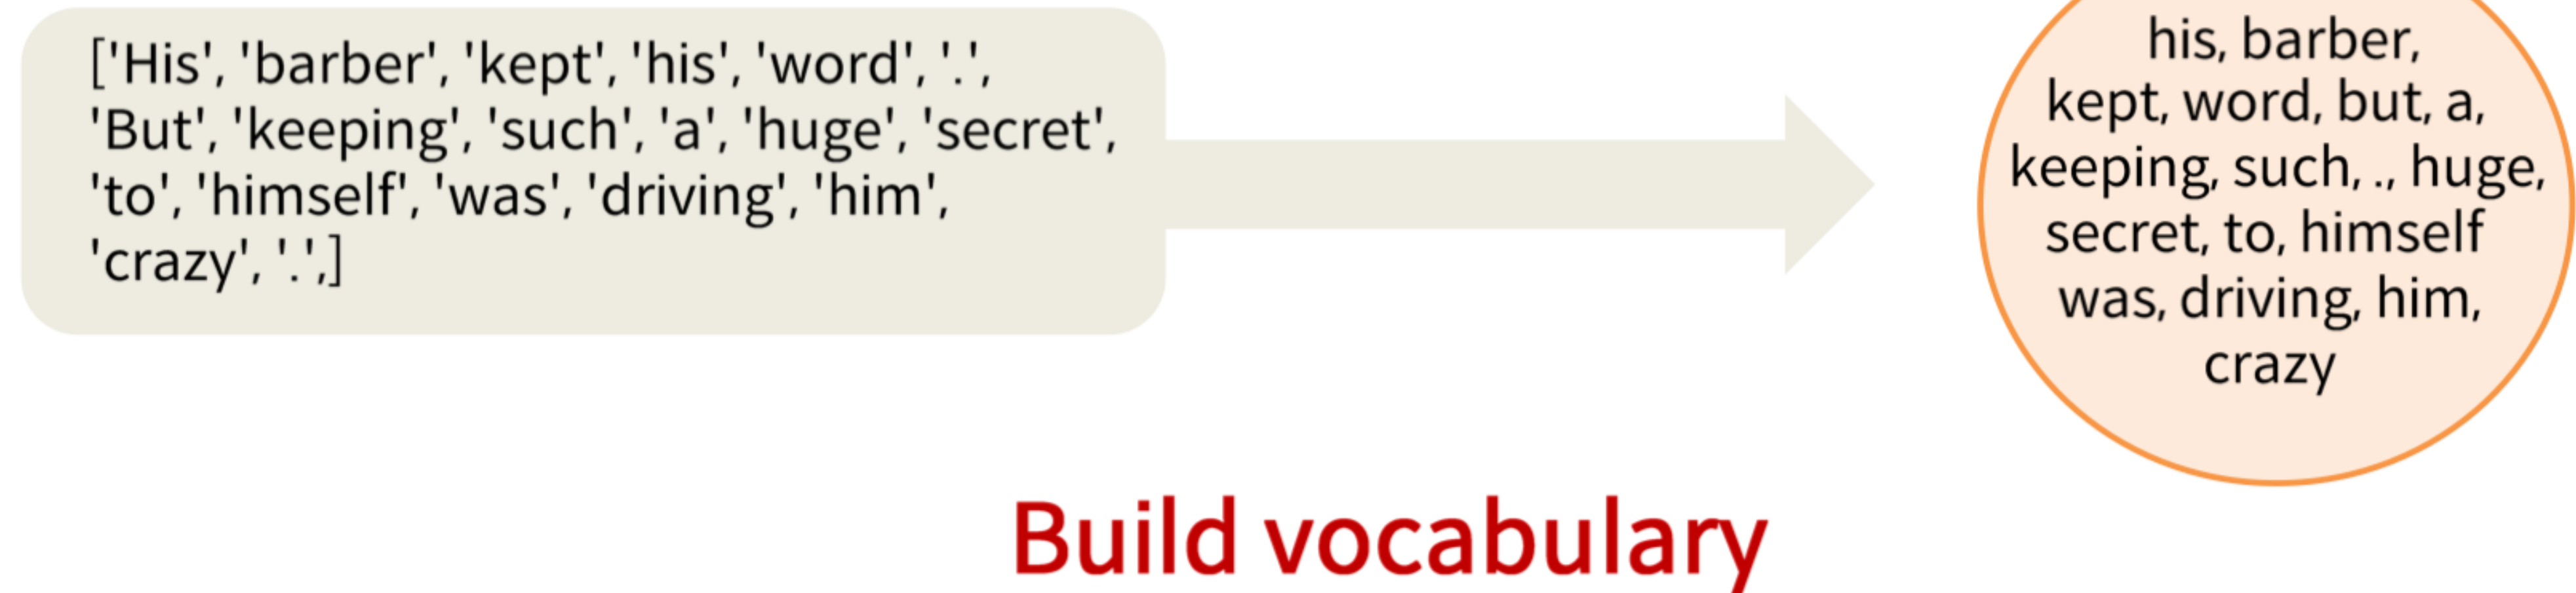 ['His', 'barber', 'kept', 'his', 'word', '.',
'But', 'keeping', 'such', 'a', 'huge', 'secret',
'to', 'himself', 'was', 'driving', 'him',
'crazy', '.',]
his, barber,
kept, word, but, a,
keeping, such, ., huge,
secret, to, himself
was, driving, him,
crazy
Build vocabulary